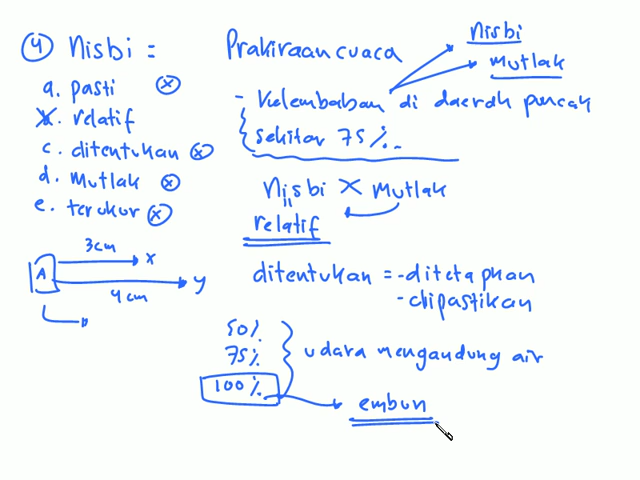 4 Nisbi =
a. pasti x
b. relatif
c. ditentukan x
d. Mutlak x
e. terukur x
3cm
A x
y
4cm
Prakiraan cuaca
Nisbi
Mutlak
- Kelembaban di daerah puncak
sekitar 75%.
Nisbi X Mutlak
=
relatif
ditentukan = - ditetapkan
- dipastikan
50%
75%
100%
udara mengandung air
embun